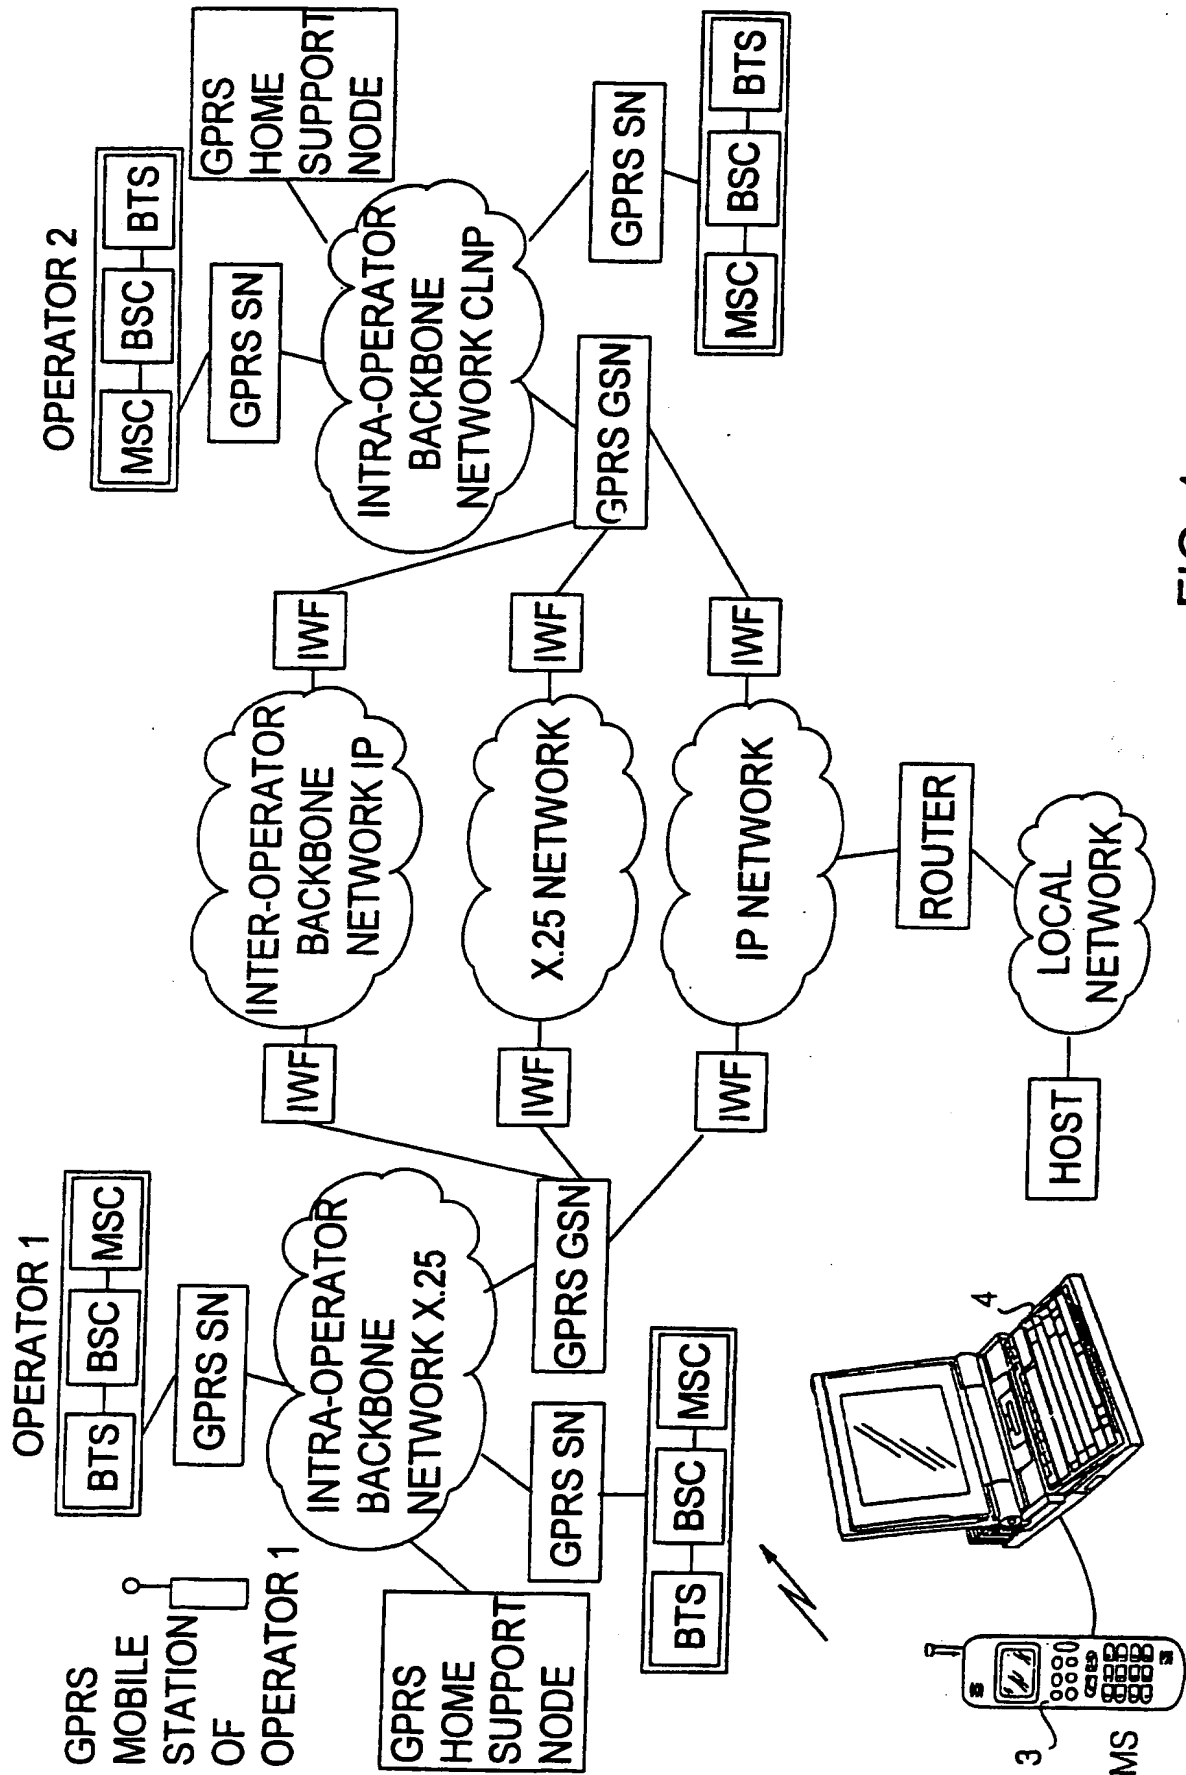 GPRS
MOBILE
STATION
OF
OPERATOR 1
OPERATOR 1
BTS
BSC
MSC
GPRS SN
INTRA-OPERATOR
BACKBONE
NETWORK X.25
GPRS
HOME
SUPPORT
NODE
GPRS SN
GPRS GSN
BTS
BSC
MSC
IWF
INTER-OPERATOR
BACKBONE
NETWORK IP
IWF
IWF
X.25 NETWORK
IWF
IWF
IP NETWORK
IWF
OPERATOR 2
MSC
BSC
BTS
GPRS SN
GPRS
HOME
SUPPORT
NODE
INTRA-OPERATOR
BACKBONE
NETWORK CLNP
GPRS GSN
GPRS SN
MSC
BSC
BTS
ROUTER
LOCAL
NETWORK
HOST
3
MS
4